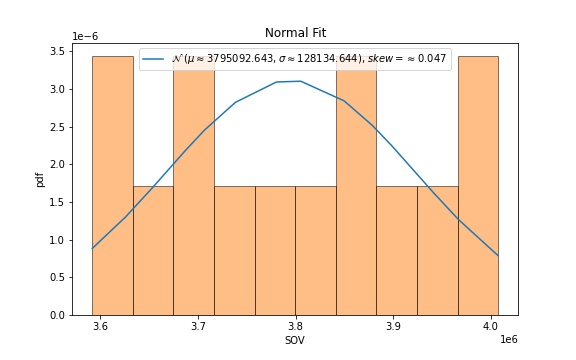 Normal Fit
1e−6
𝒩(μ ≈ 3795092.643, σ ≈ 128134.644), skew =≈ 0.047
3.5
3.0
2.5
2.0
1.5
1.0
0.5
0.0
pdf
3.6 3.7 3.8 3.9 4.0
1e6
SOV